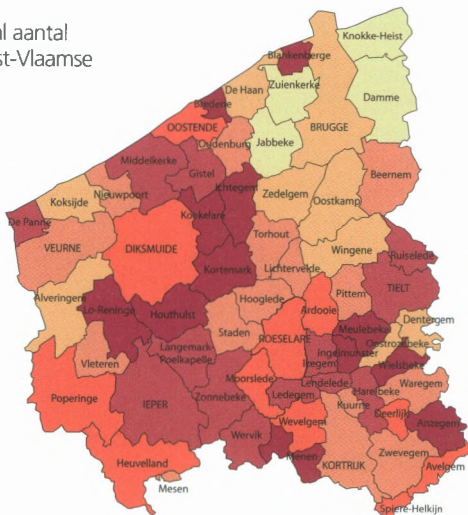 al aantal
st-Vlaamse
Knokke-Heist
Blankenberge
Zuienkerke
De Haan
Damme
Bredene
OOSTENDE
BRUGGE
Oudenburg
Jabbeke
Middelkerke
Gistel
Beernem
Ichtegem
Zedelgem
Nieuwpoort
Koksijde
Oostkamp
Koekelare
De Panne
Torhout
VEURNE
DIKSMUIDE
Wingene
Ruiselede
Kortemark
Lichtervelde
TIELT
Pittem
Alveringem
Hooglede
Ardooie
Lo-Reninge
Houthulst
Dentergem
Meulebeke
Staden
ROESELARE
Oostrozebeke
Langemark-
Poelkapelle
Ingelmunster
Izegem
Wielsbeke
Vleteren
Moorslede
Lendelede
Waregem
Harelbeke
Ledegem
Zonnebeke
Poperinge
IEPER
Kuurne
Deerlijk
Wevelgem
Anzegem
Wervik
Menen
Zwevegem
Heuvelland
KORTRIJK
Avelgem
Mesen
Spiere-Helkijn